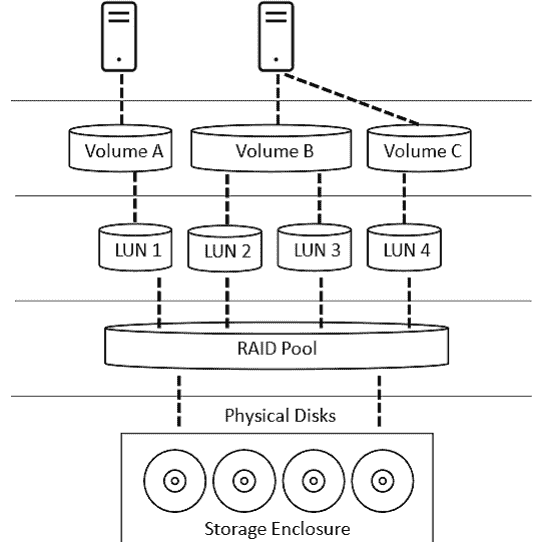 Volume A
Volume B
Volume C
LUN 1
LUN 2
LUN 3
LUN 4
RAID Pool
Physical Disks
Storage Enclosure